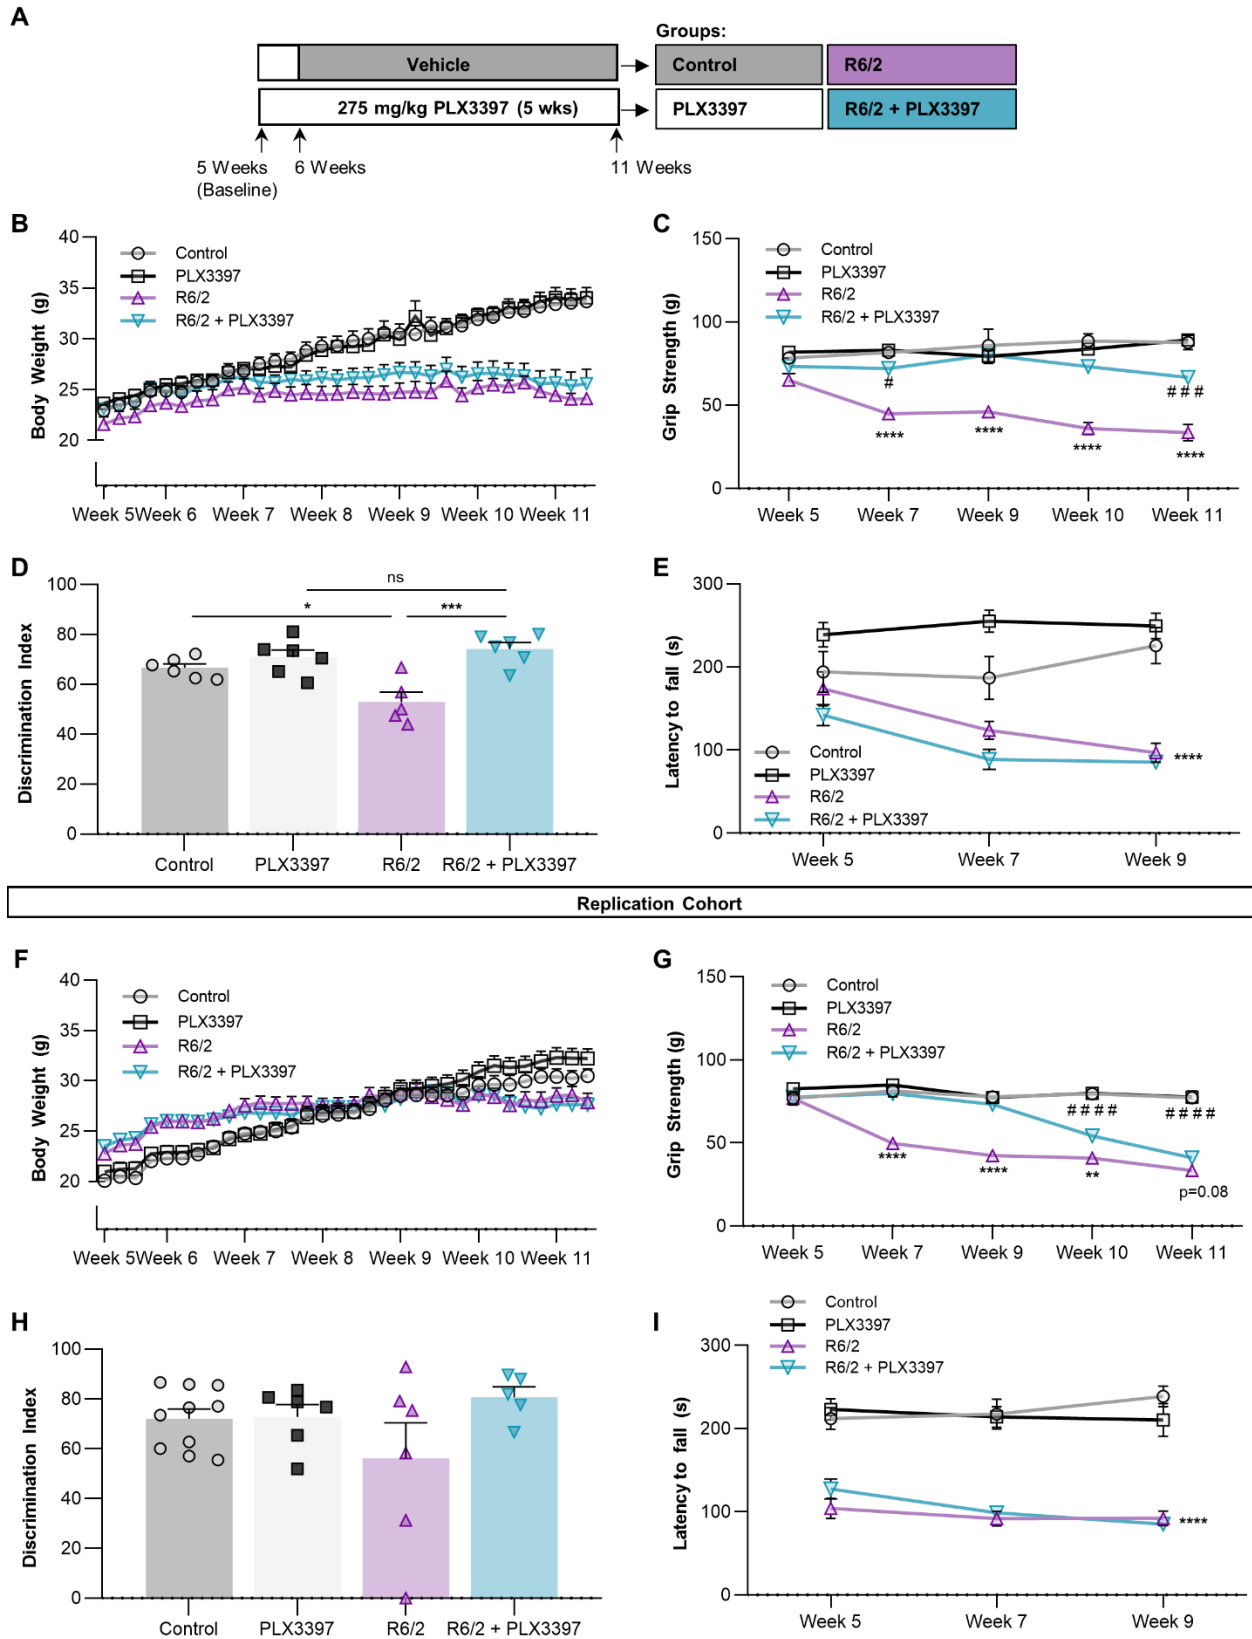 A
Groups:
Vehicle
Control
R6/2
275 mg/kg PLX3397 (5 wks)
PLX3397
R6/2 + PLX3397
5 Weeks
(Baseline)
6 Weeks
11 Weeks
B
Body Weight (g)
40
35
30
25
20
Control
PLX3397
R6/2
R6/2 + PLX3397
Week 5 Week 6 Week 7 Week 8 Week 9 Week 10 Week 11
C
Grip Strength (g)
150
100
50
0
Control
PLX3397
R6/2
R6/2 + PLX3397
#
###
****
****
****
****
Week 5 Week 7 Week 9 Week 10 Week 11
D
Discrimination Index
100
80
60
40
20
0
ns
*
***
Control PLX3397 R6/2 R6/2 + PLX3397
E
Latency to fall (s)
300
200
100
0
Control
PLX3397
R6/2
R6/2 + PLX3397
****
Week 5 Week 7 Week 9
Replication Cohort
F
Body Weight (g)
40
35
30
25
20
Control
PLX3397
R6/2
R6/2 + PLX3397
Week 5 Week 6 Week 7 Week 8 Week 9 Week 10 Week 11
G
Grip Strength (g)
150
100
50
0
Control
PLX3397
R6/2
R6/2 + PLX3397
####
####
****
****
**
p=0.08
Week 5 Week 7 Week 9 Week 10 Week 11
H
Discrimination Index
100
80
60
40
20
0
Control PLX3397 R6/2 R6/2 + PLX3397
I
Latency to fall (s)
Control
PLX3397
R6/2
R6/2 + PLX3397
300
200
100
0
****
Week 5 Week 7 Week 9